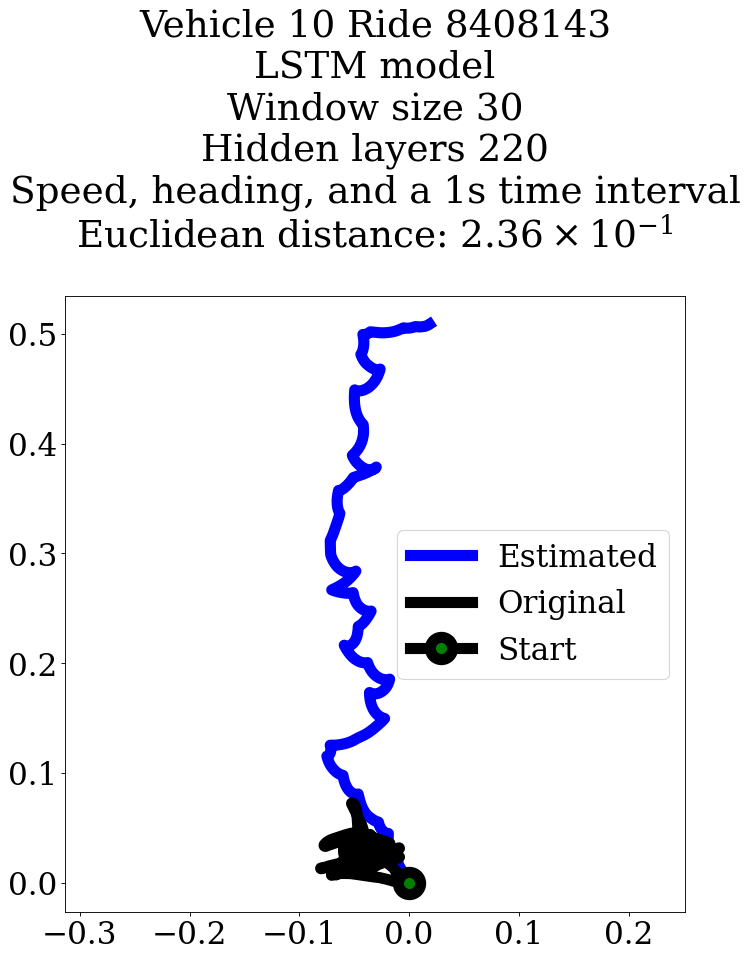 Vehicle 10 Ride 8408143
LSTM model
Window size 30
Hidden layers 220
Speed, heading, and a 1s time interval
Euclidean distance: 2.36 × 10⁻¹
0.5
0.4
0.3
0.2
0.1
0.0
Estimated
Original
Start
−0.3 −0.2 −0.1 0.0 0.1 0.2